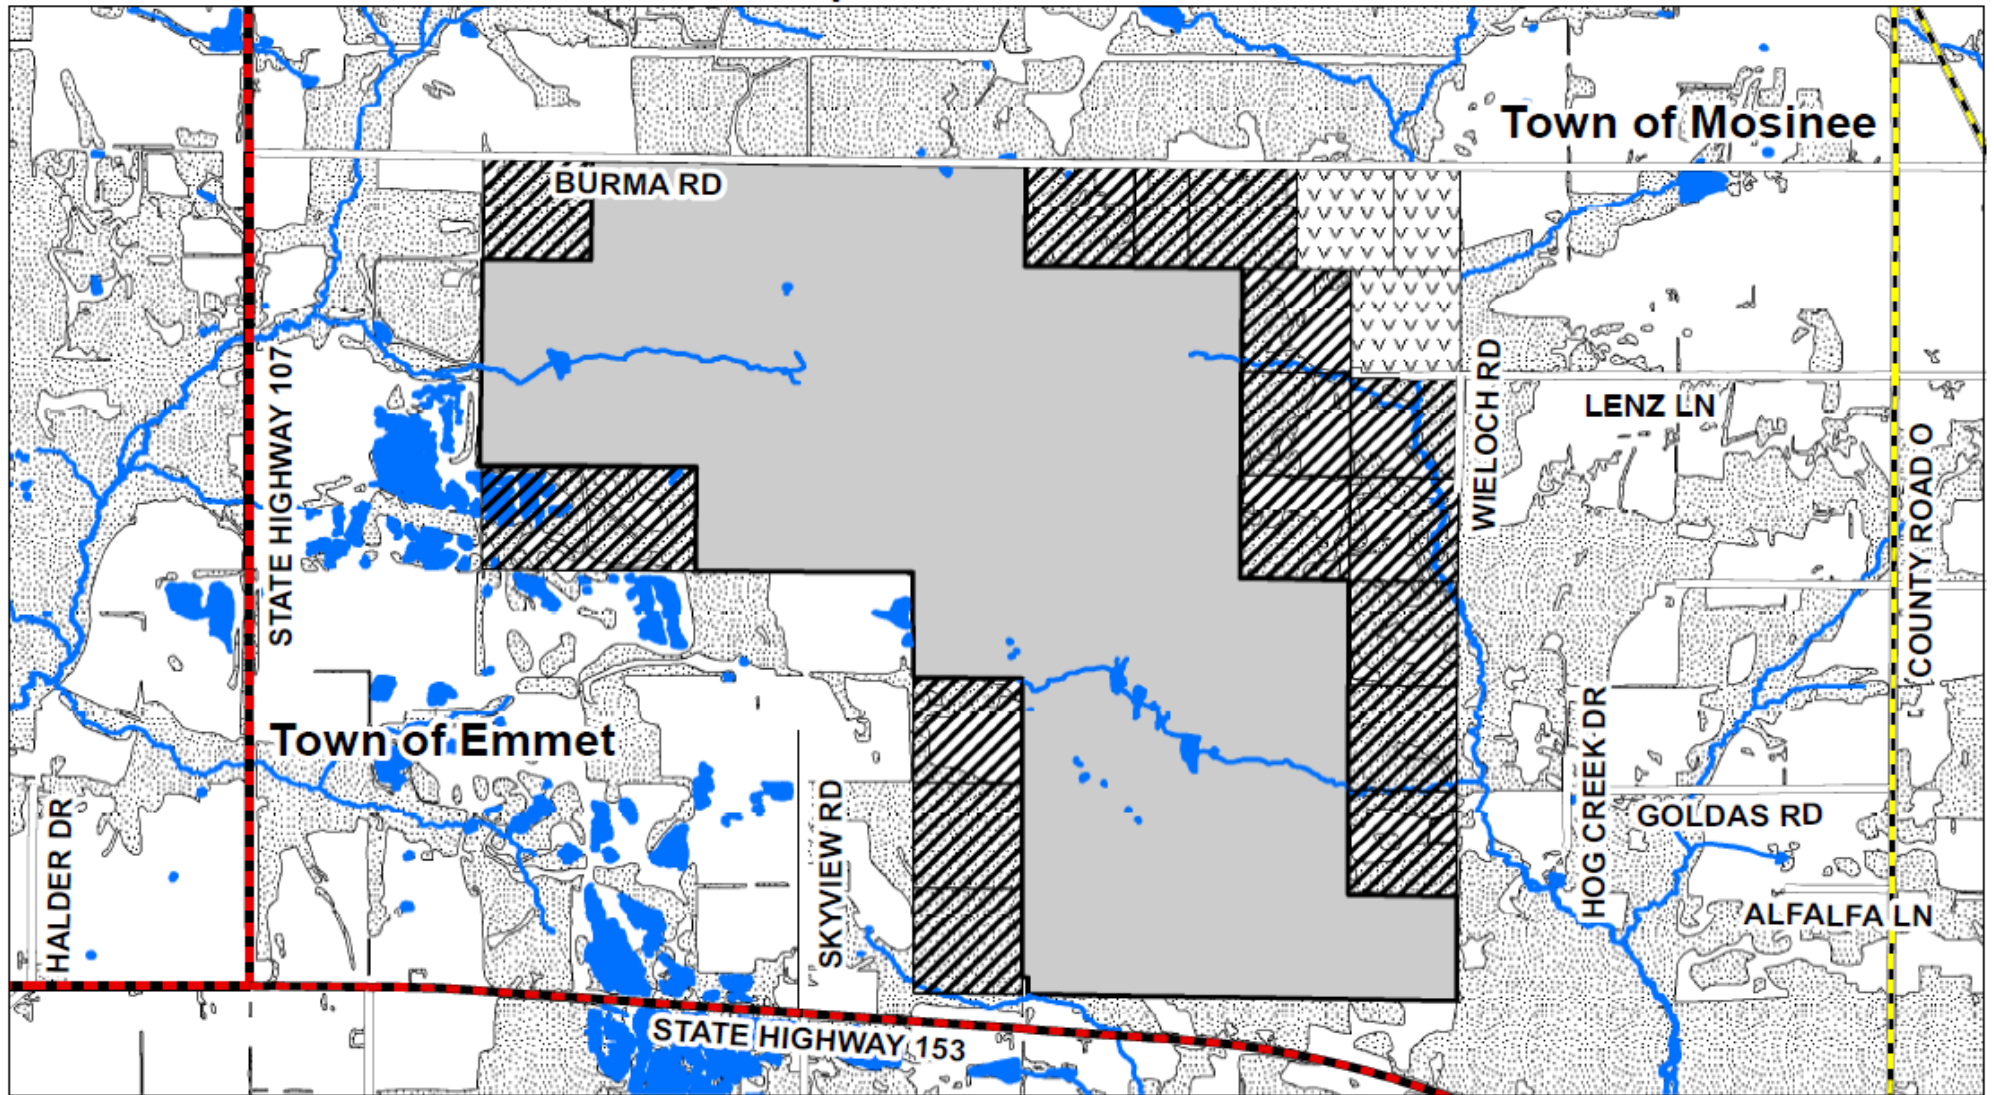 Town of Mosinee
BURMA RD
STATE HIGHWAY 107
WIELOCH RD
LENZ LN
COUNTY ROAD O
Town of Emmet
HALDER DR
SKYVIEW RD
HOG CREEK DR
GOLDAS RD
ALFALFA LN
STATE HIGHWAY 153